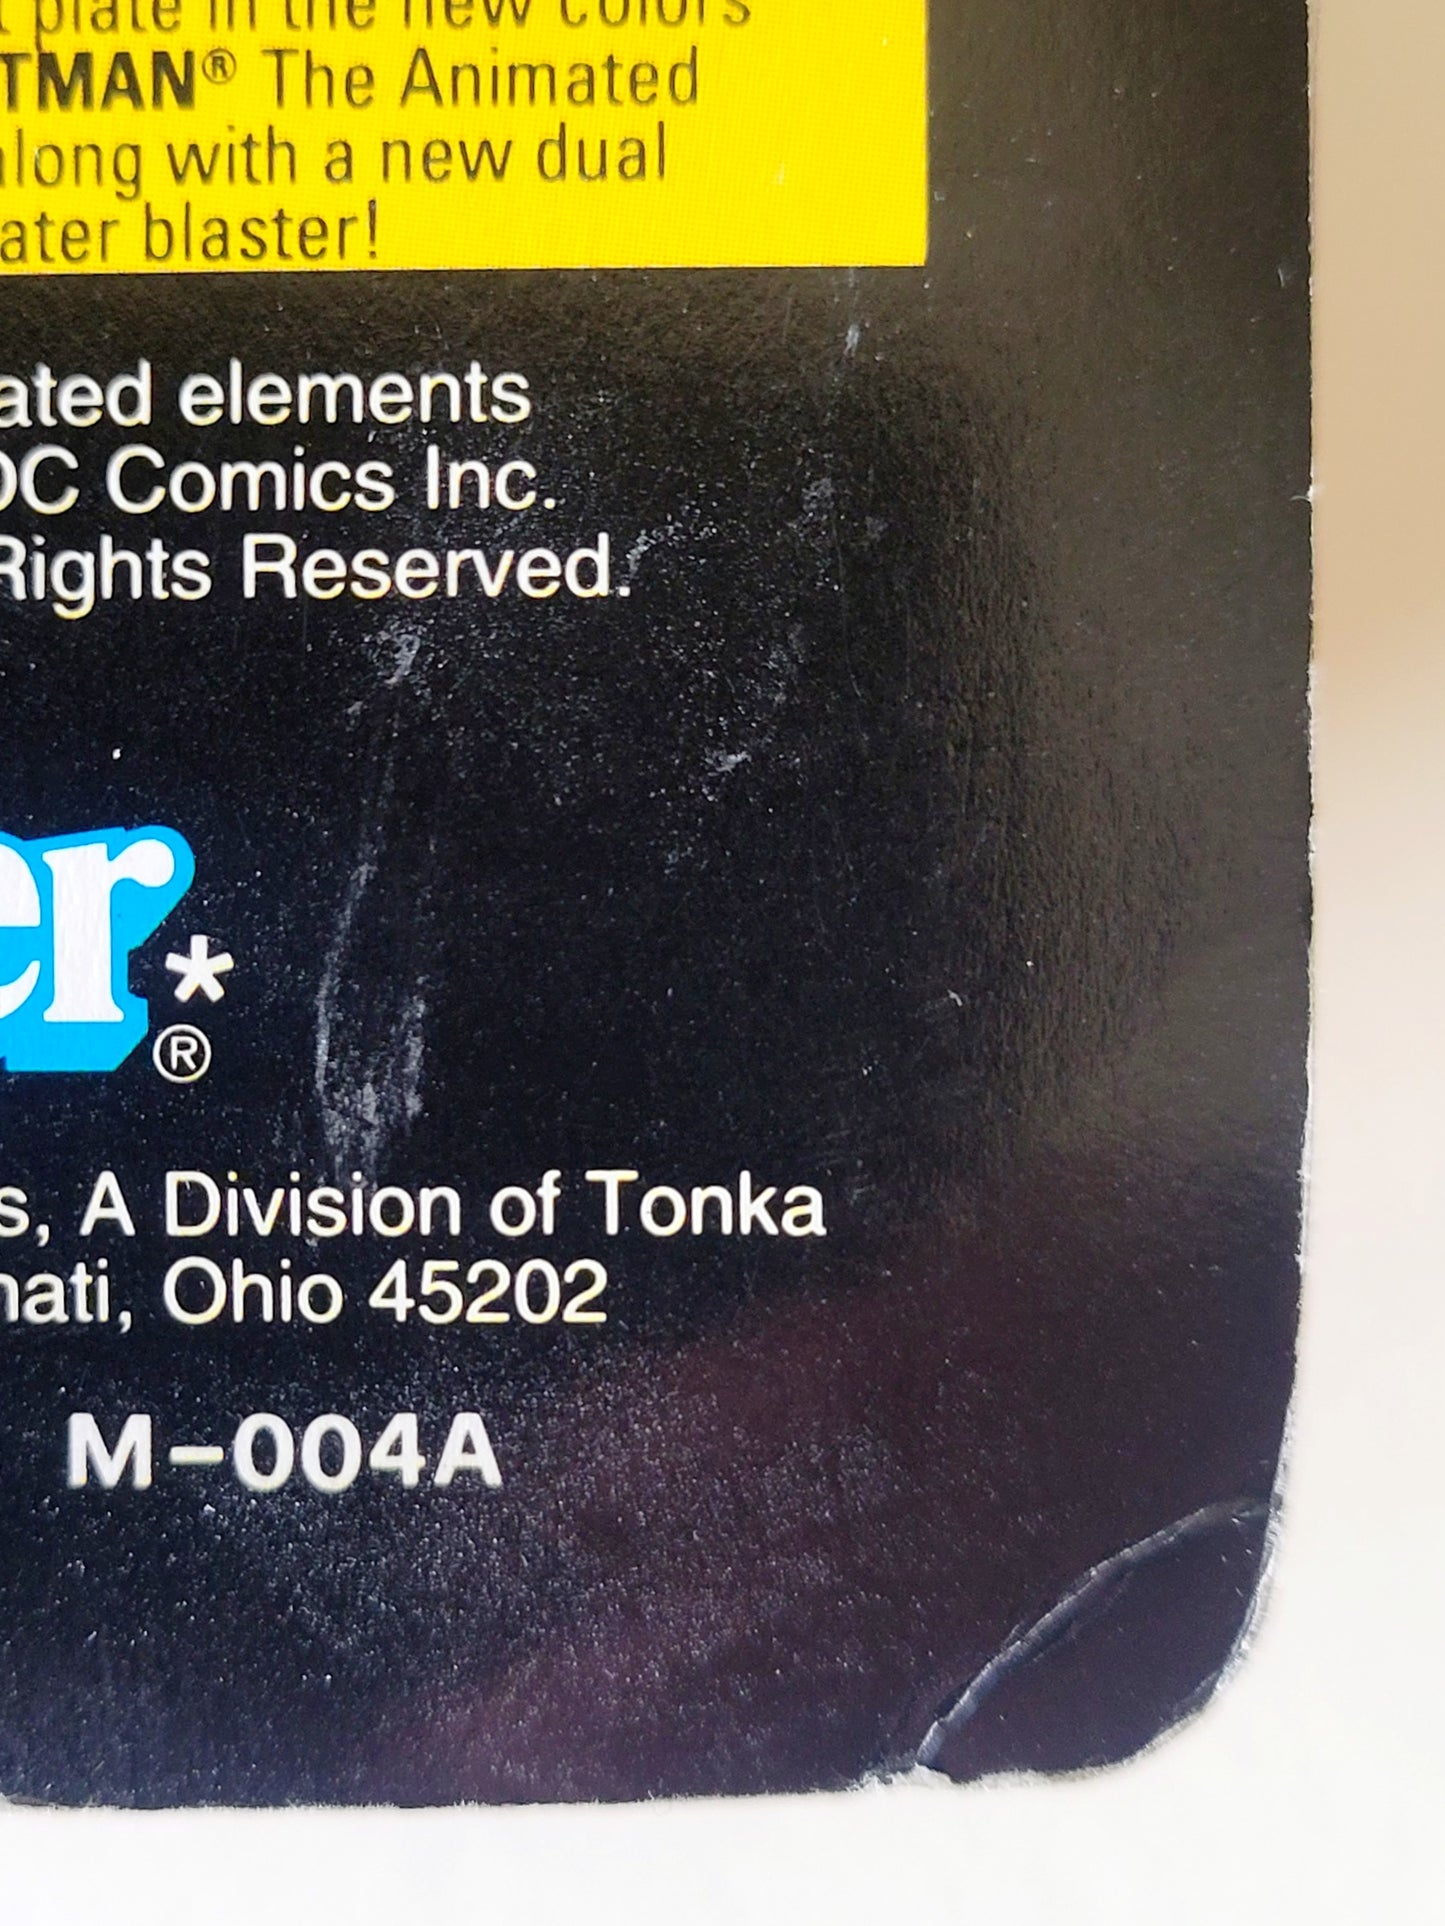 plate in the new colors
TMAN® The Animated
along with a new dual
ater blaster!
ated elements
DC Comics Inc.
Rights Reserved.
er*
®
s, A Division of Tonka
nati, Ohio 45202
M-004A